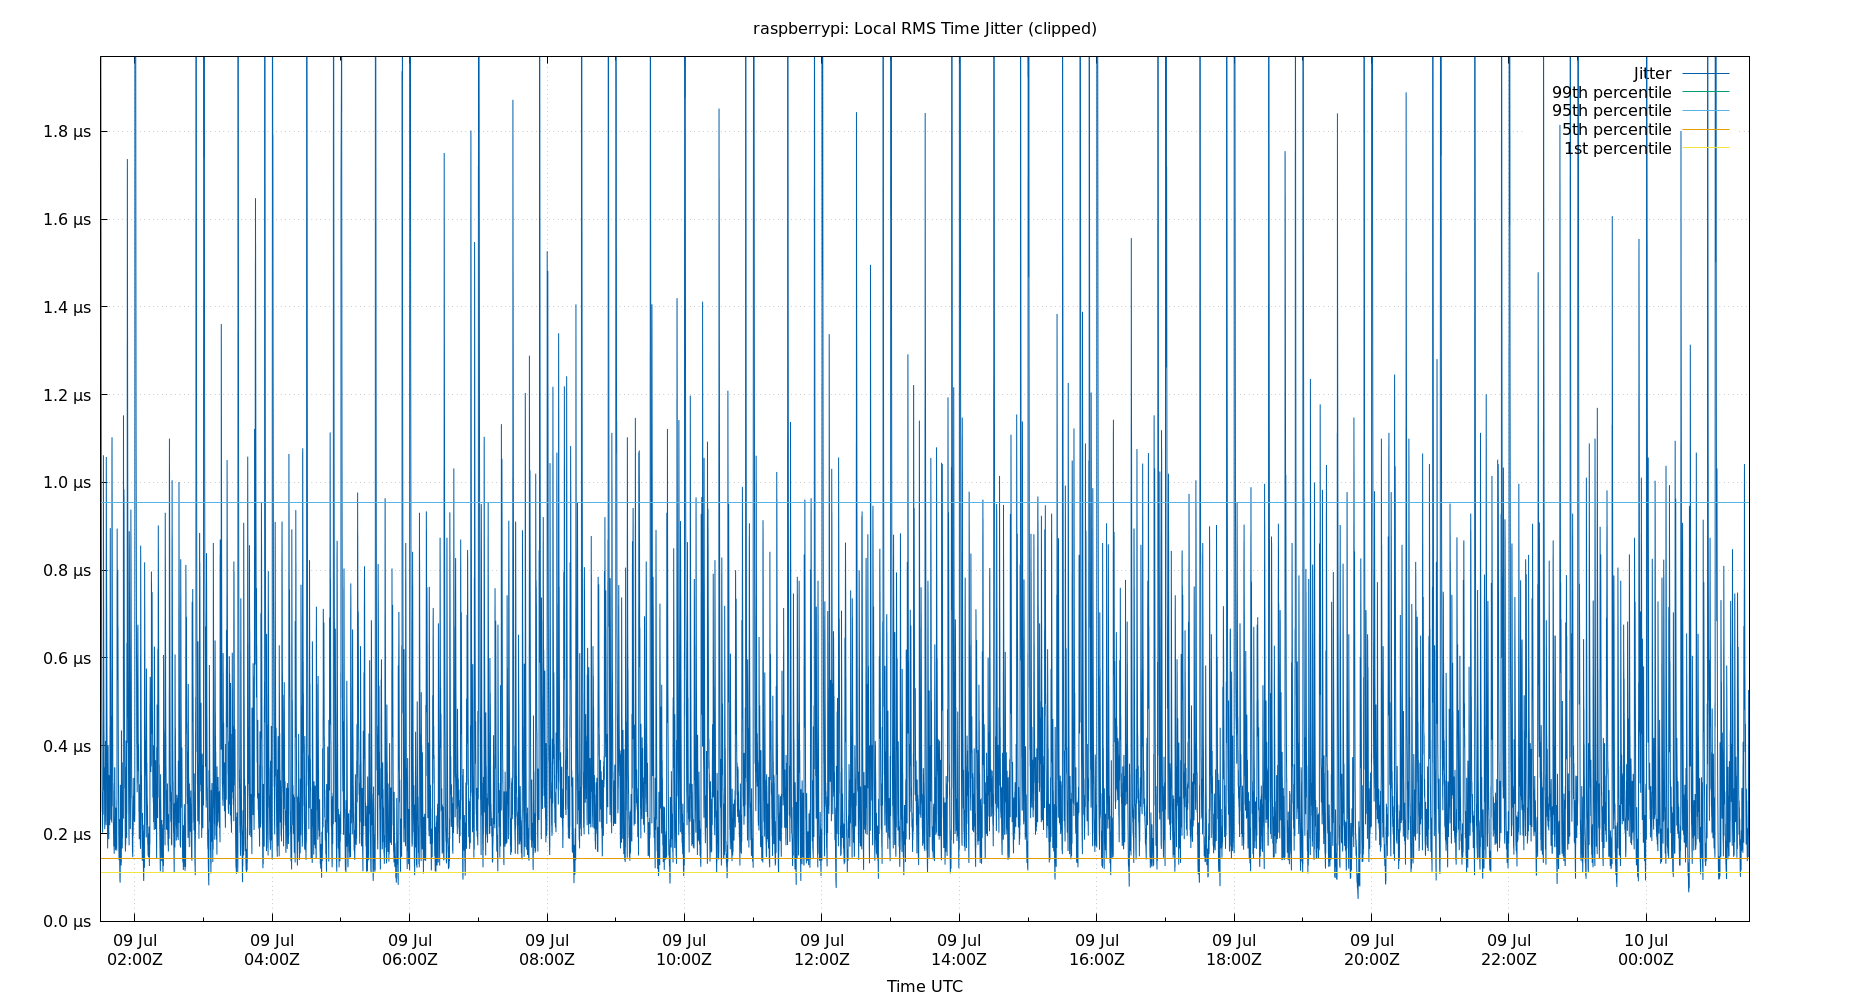 raspberrypi: Local RMS Time Jitter (clipped)
Jitter
99th percentile
95th percentile
5th percentile
1st percentile
1.8 μs
1.6 μs
1.4 μs
1.2 μs
1.0 μs
0.8 μs
0.6 μs
0.4 μs
0.2 μs
0.0 μs
09 Jul 09 Jul 09 Jul 09 Jul 09 Jul 09 Jul 09 Jul 09 Jul 09 Jul 09 Jul 09 Jul 10 Jul
02:00Z 04:00Z 06:00Z 08:00Z 10:00Z 12:00Z 14:00Z 16:00Z 18:00Z 20:00Z 22:00Z 00:00Z
Time UTC